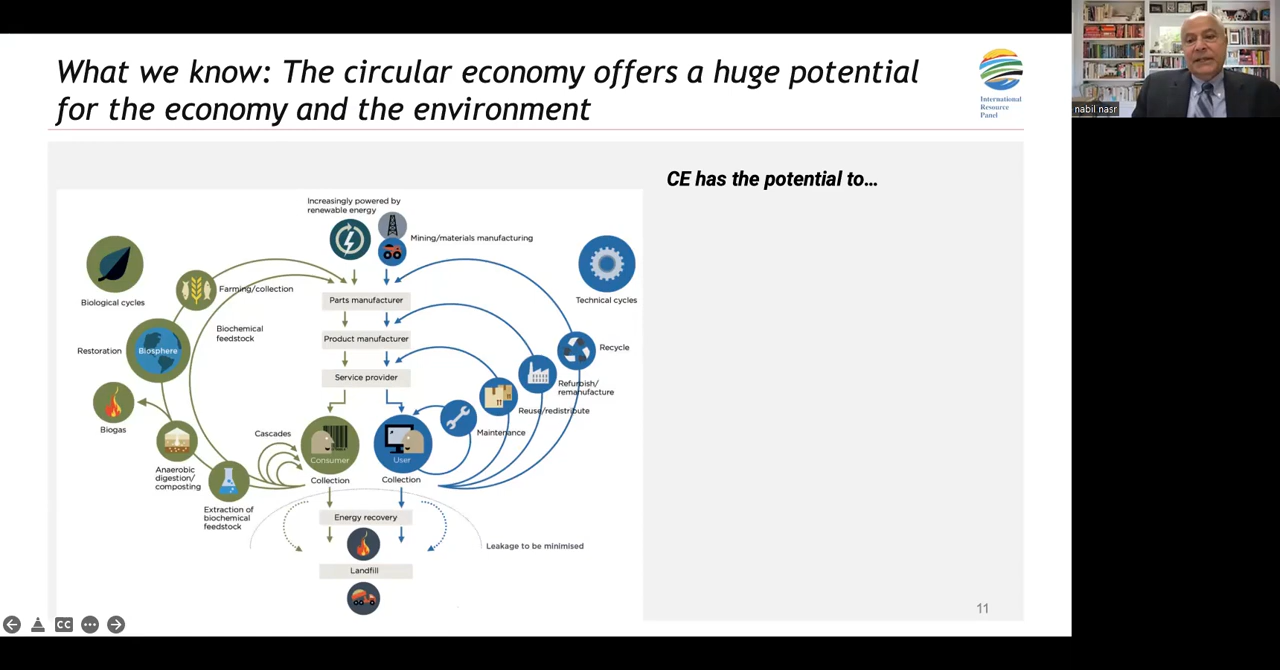 What we know: The circular economy offers a huge potential
for the economy and the environment
International
Resource
Panel
nabil nasr
CE has the potential to…
Increasingly powered by
renewable energy
Mining/materials manufacturing
Biological cycles
Farming/collection
Parts manufacturer
Technical cycles
Biochemical
feedstock
Product manufacturer
Restoration
Biosphere
Recycle
Service provider
Refurbish/
remanufacture
Reuse/redistribute
Biogas
Cascades
Maintenance
Consumer
User
Anaerobic
digestion/
composting
Collection
Collection
Extraction of
biochemical
feedstock
Energy recovery
Leakage to be minimised
Landfill
11
CC